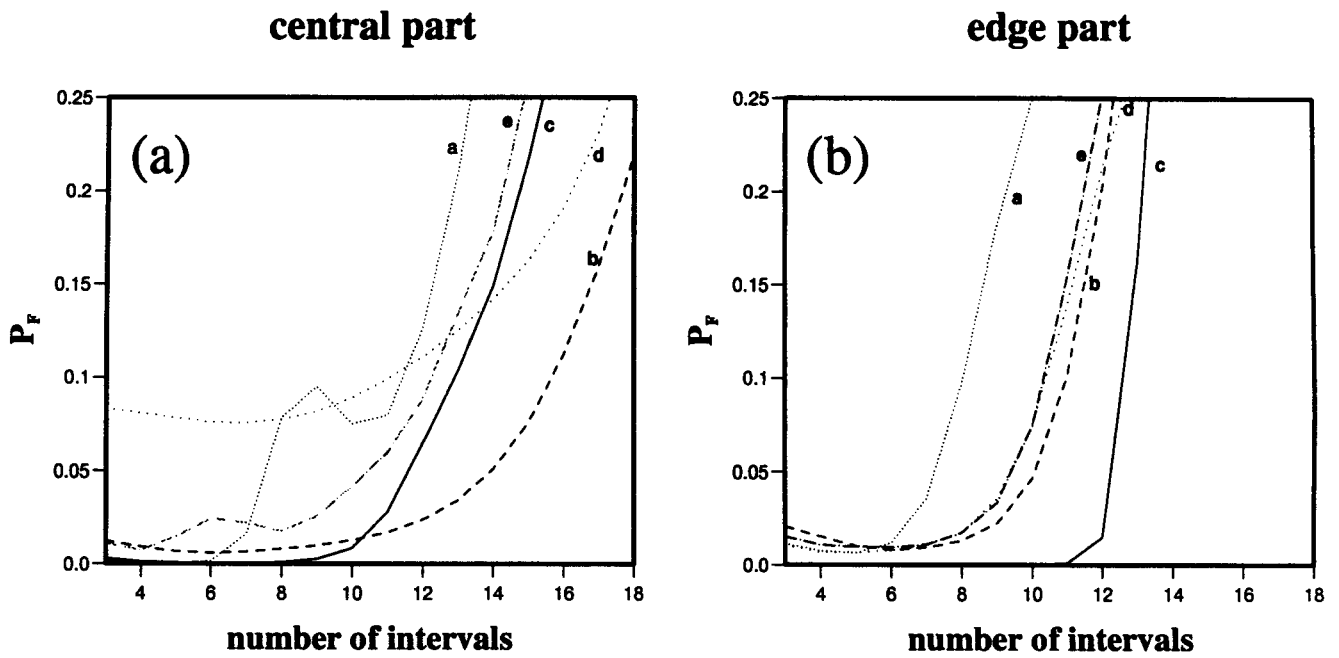 central part
edge part
(a)
a
e
c
d
b
0.25
0.2
0.15
0.1
0.05
0.0
P_F
4 6 8 10 12 14 16 18
number of intervals
(b)
a
e
d
b
c
0.25
0.2
0.15
0.1
0.05
0.0
P_F
4 6 8 10 12 14 16 18
number of intervals